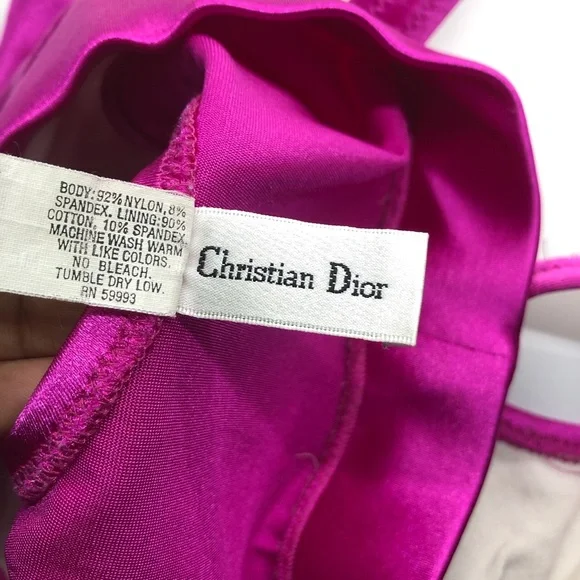 BODY: 92% NYLON, 8%
SPANDEX. LINING: 90%
COTTON, 10% SPANDEX.
MACHINE WASH WARM
WITH LIKE COLORS.
NO BLEACH.
TUMBLE DRY LOW.
RN 59993
Christian Dior